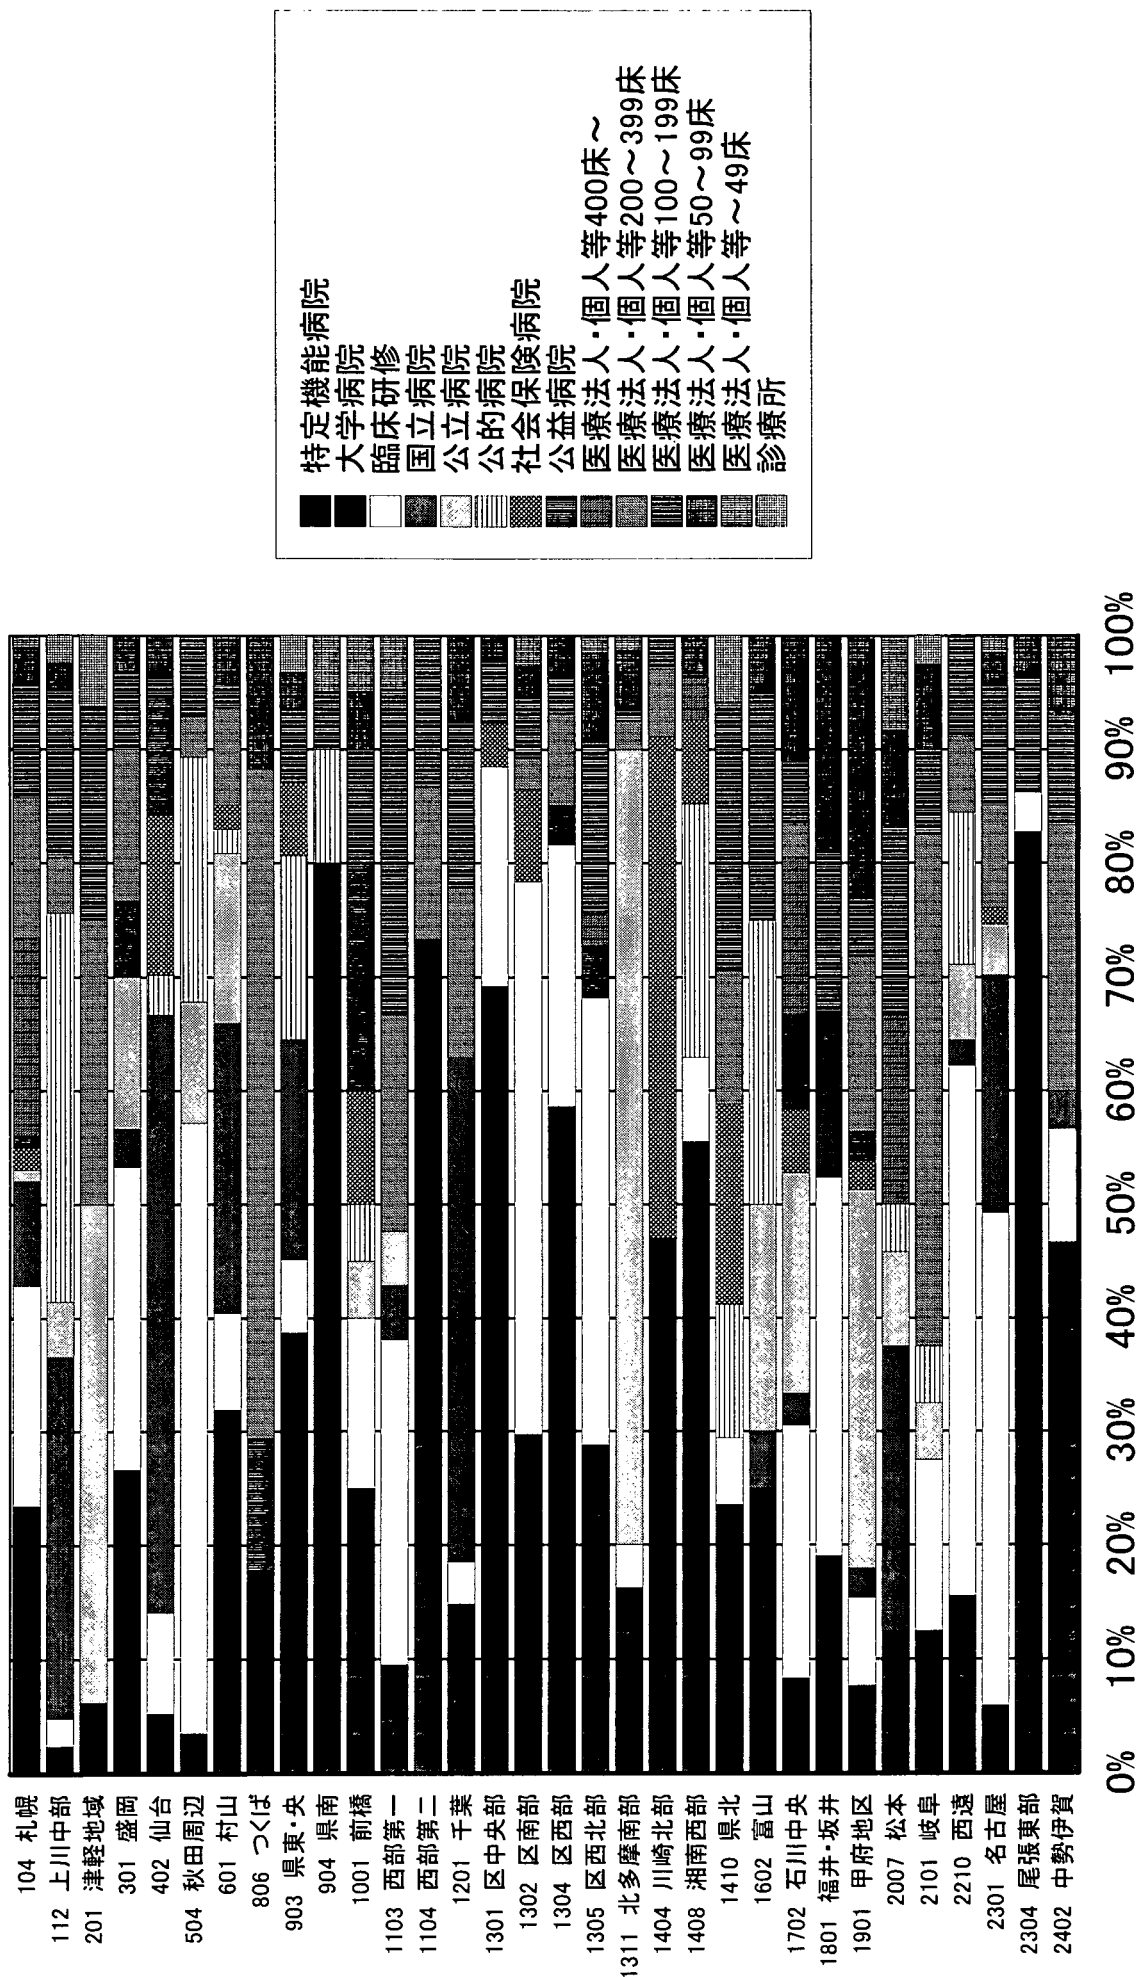 104 札幌
112 上川中部
201 津軽地域
301 盛岡
402 仙台
504 秋田周辺
601 村山
806 つくば
903 県東・央
904 県南
1001 前橋
1103 西部第一
1104 西部第二
1201 千葉
1301 区中央部
1302 区南部
1304 区西部
1305 区西北部
1311 北多摩南部
1404 川崎北部
1408 湘南西部
1410 県北
1602 富山
1702 石川中央
1801 福井・坂井
1901 甲府地区
2007 松本
2101 岐阜
2210 西遠
2301 名古屋
2304 尾張東部
2402 中勢伊賀
0% 10% 20% 30% 40% 50% 60% 70% 80% 90% 100%
特定機能病院
大学病院
臨床研修
国立病院
公立病院
公的病院
社会保険病院
公益病院
医療法人・個人等400床～
医療法人・個人等200～399床
医療法人・個人等100～199床
医療法人・個人等50～99床
医療法人・個人等～49床
診療所